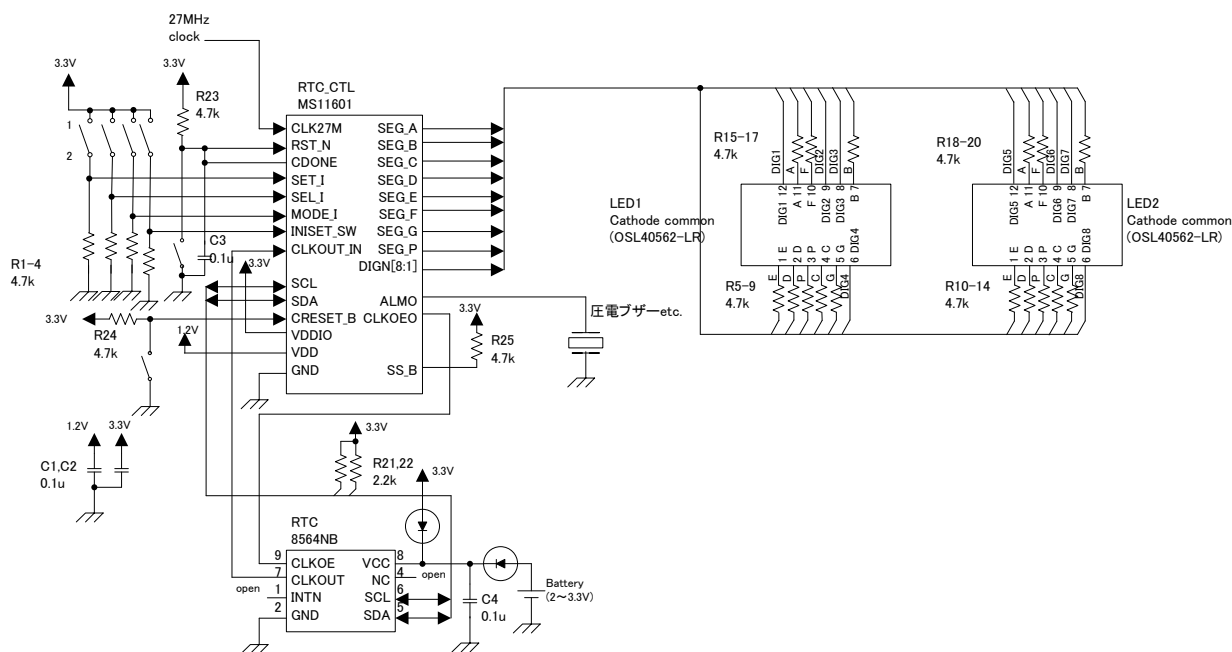 27MHz
clock
3.3V
3.3V
R23
4.7k
1
2
RTC_CTL
MS11601
CLK27M
RST_N
CDONE
SET_I
SEL_I
MODE_I
INISET_SW
CLKOUT_IN
SCL
SDA
CRESET_B
VDDIO
VDD
GND
SEG_A
SEG_B
SEG_C
SEG_D
SEG_E
SEG_F
SEG_G
SEG_P
DIGN[8:1]
ALMO
CLKOEO
SS_B
R1-4
4.7k
C3
0.1u
3.3V
3.3V
R24
4.7k
1.2V
3.3V
R25
4.7k
圧電ブザーetc.
R15-17
4.7k
DIG1
A
F
DIG2
DIG3
B
12
11
10
9
8
7
DIG1
A
F
DIG2
DIG3
B
LED1
Cathode common
(OSL40562-LR)
E
D
P
C
G
DIG4
1
2
3
4
5
6
E
D
P
C
G
DIG4
R5-9
4.7k
R18-20
4.7k
DIG5
A
F
DIG6
DIG7
B
12
11
10
9
8
7
DIG5
A
F
DIG6
DIG7
B
LED2
Cathode common
(OSL40562-LR)
E
D
P
C
G
DIG8
1
2
3
4
5
6
E
D
P
C
G
DIG8
R10-14
4.7k
1.2V
3.3V
C1,C2
0.1u
3.3V
R21,22
2.2k
3.3V
RTC
8564NB
9
7
1
2
open
CLKOE
CLKOUT
INTN
GND
VCC
NC
SCL
SDA
8
4
6
5
open
C4
0.1u
Battery
(2～3.3V)